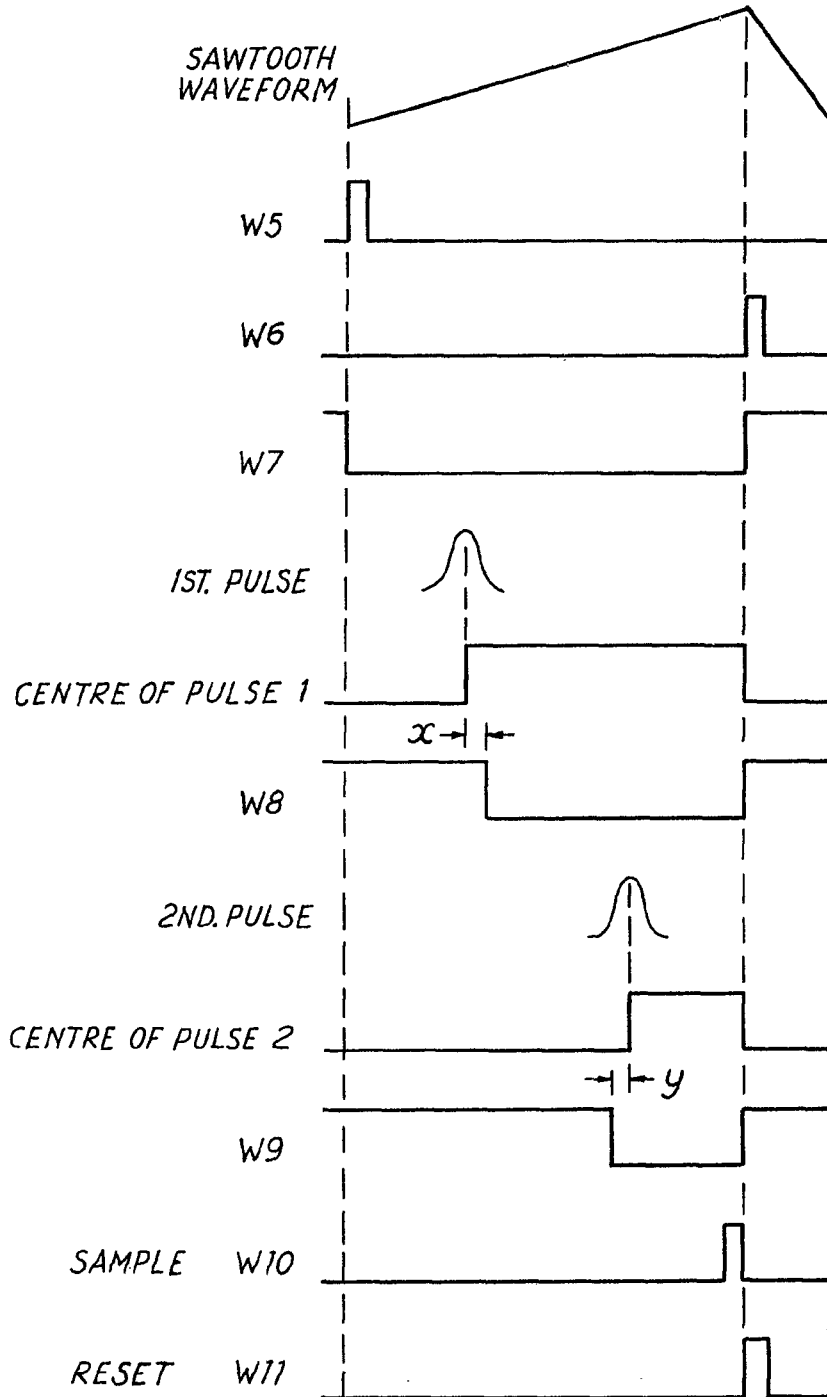 SAWTOOTH
WAVEFORM
W5
W6
W7
1ST. PULSE
CENTRE OF PULSE 1
x
W8
2ND. PULSE
CENTRE OF PULSE 2
y
W9
SAMPLE W10
RESET W11